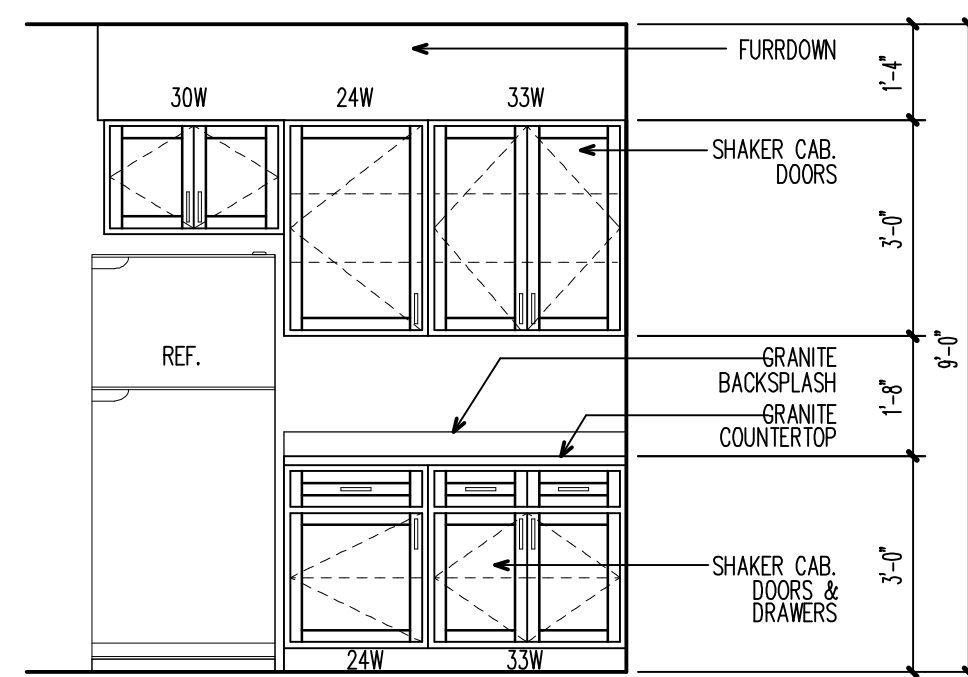 FURRDOWN
1'-4"
30W
24W
33W
SHAKER CAB.
DOORS
3'-0"
REF.
GRANITE
BACKSPLASH
1'-8"
9'-0"
GRANITE
COUNTERTOP
SHAKER CAB.
DOORS &
DRAWERS
3'-0"
24W
33W